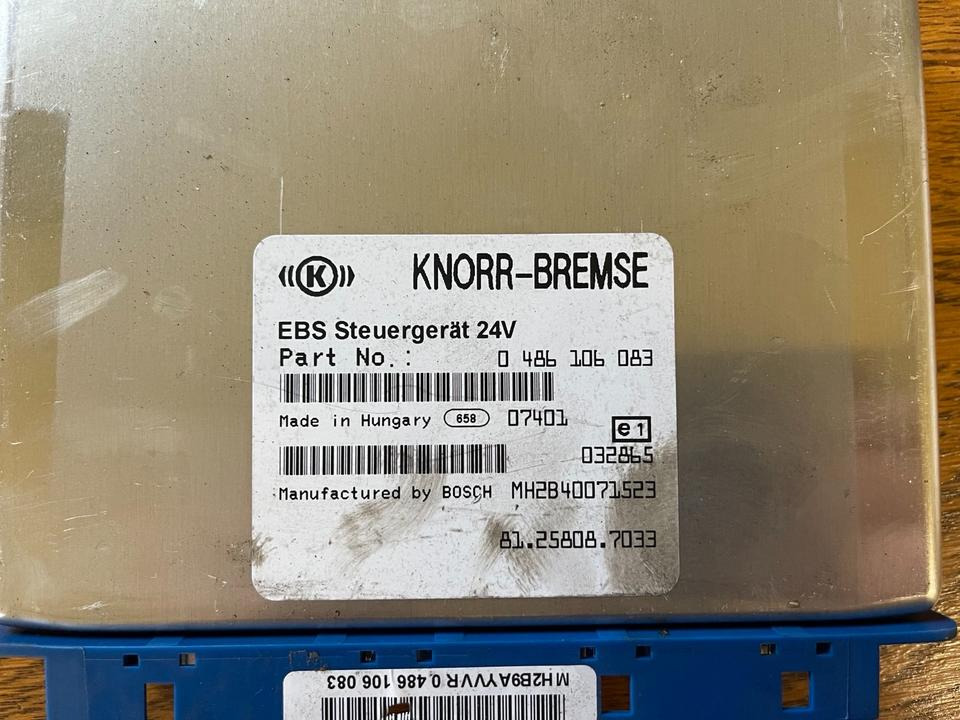 ((K)) KNORR-BREMSE
EBS Steuergerät 24V
Part No.: 0 486 106 083
Made in Hungary 658 07401
e1
032865
Manufactured by BOSCH MH2B40071523
81.25808.7033
MH2B9AYVVR 0 486 106 083